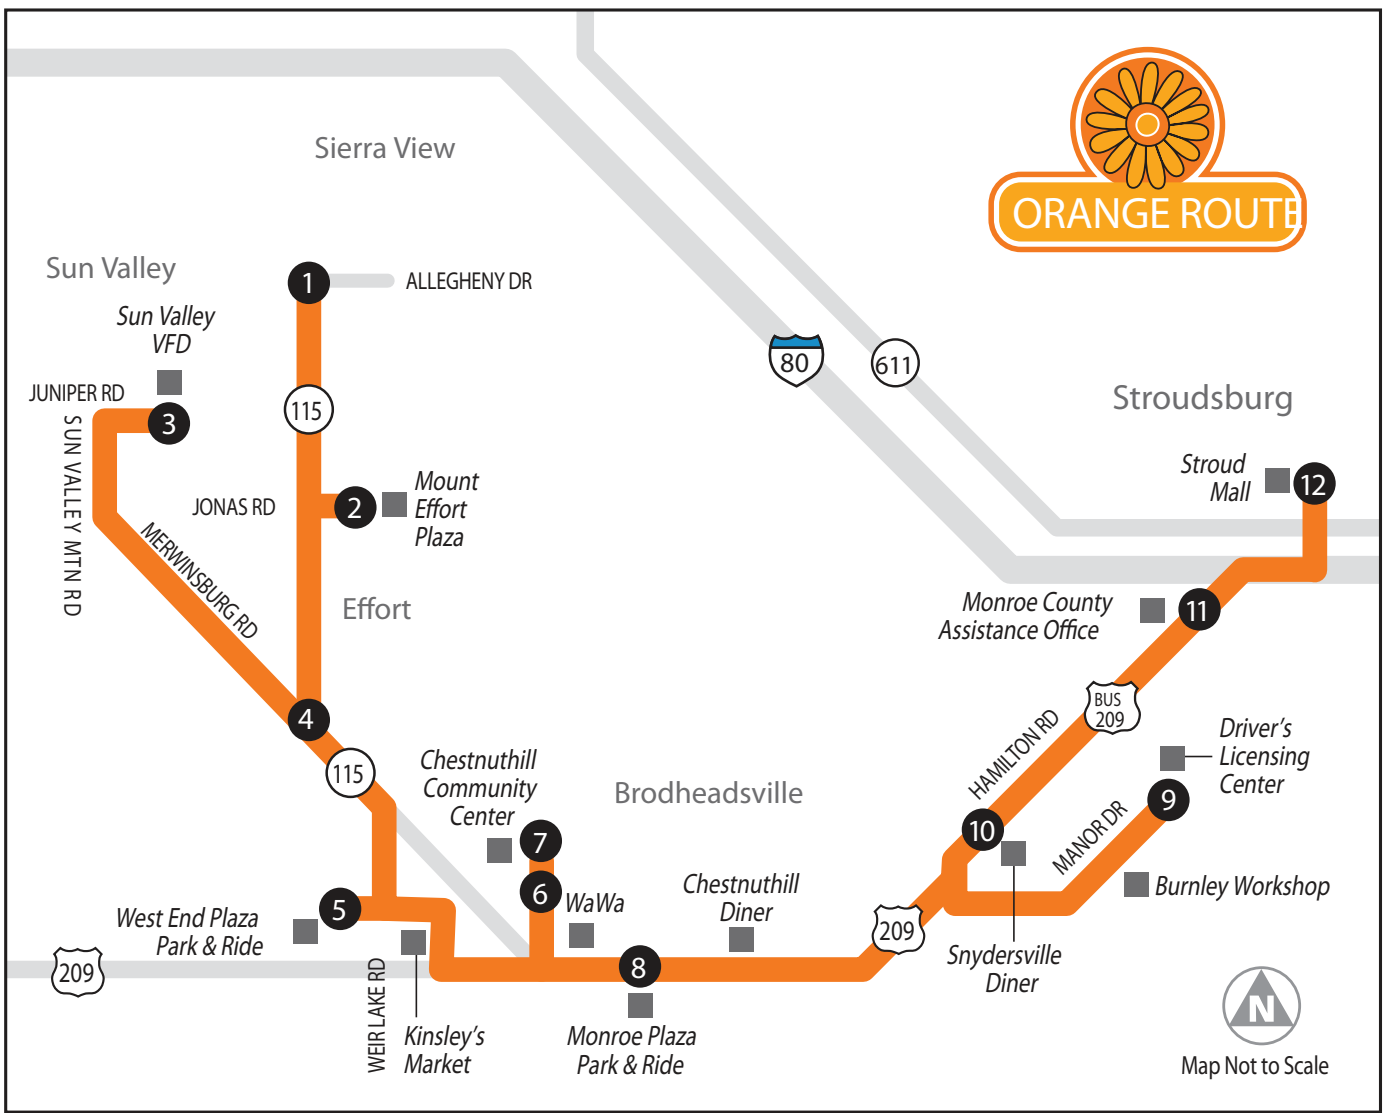 Sierra View
ORANGE ROUTE
Sun Valley
1
ALLEGHENY DR
Sun Valley
VFD
80
611
JUNIPER RD
3
115
Stroudsburg
SUN VALLEY MTN RD
Stroud
Mall
12
JONAS RD
2
Mount
Effort
Plaza
MERWINSBURG RD
Effort
Monroe County
Assistance Office
11
4
BUS
209
HAMILTON RD
Driver's
Licensing
Center
115
Chestnuthill
Community
Center
Brodheadsville
7
10
9
MANOR DR
6
WaWa
Chestnuthill
Diner
Burnley Workshop
West End Plaza
Park & Ride
5
209
209
8
Snydersville
Diner
WEIR LAKE RD
Kinsley's
Market
Monroe Plaza
Park & Ride
N
Map Not to Scale